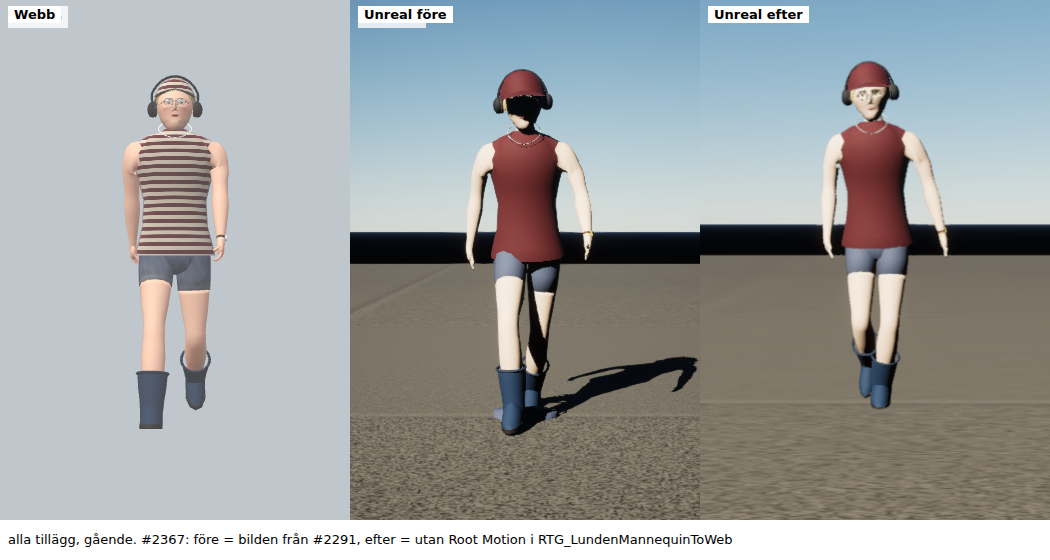 Webb
Unreal före
Unreal efter
alla tillägg, gående. #2367: före = bilden från #2291, efter = utan Root Motion i RTG_LundenMannequinToWeb